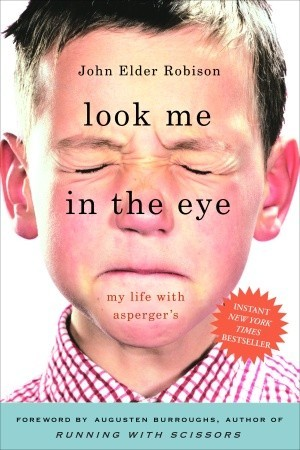 John Elder Robison
look me
in the eye
my life with
asperger's
INSTANT
NEW YORK
TIMES
BESTSELLER
FOREWORD BY AUGUSTEN BURROUGHS, AUTHOR OF
RUNNING WITH SCISSORS